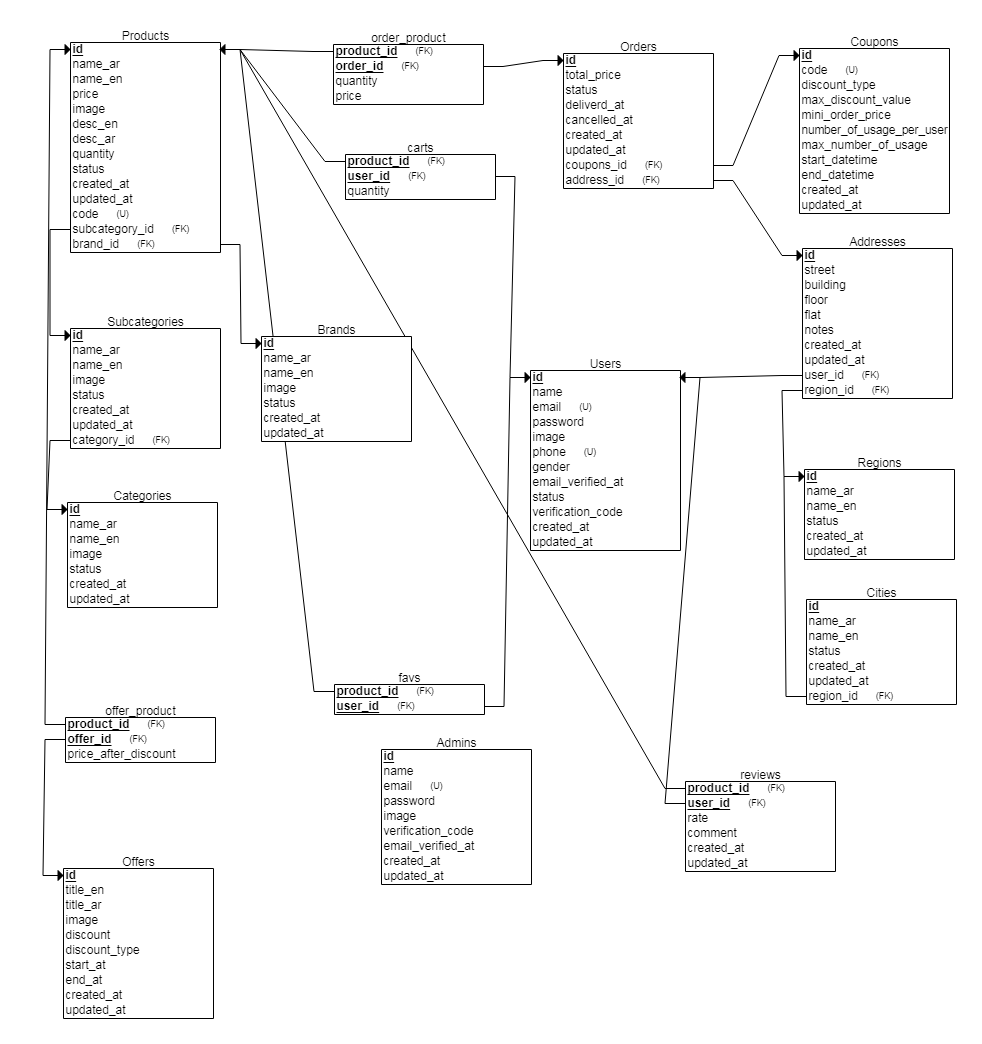 Products
id
name_ar
name_en
price
image
desc_en
desc_ar
quantity
status
created_at
updated_at
code (U)
subcategory_id (FK)
brand_id (FK)
order_product
product_id (FK)
order_id (FK)
quantity
price
Orders
id
total_price
status
deliverd_at
cancelled_at
created_at
updated_at
coupons_id (FK)
address_id (FK)
Coupons
id
code (U)
discount_type
max_discount_value
mini_order_price
number_of_usage_per_user
max_number_of_usage
start_datetime
end_datetime
created_at
updated_at
carts
product_id (FK)
user_id (FK)
quantity
Addresses
id
street
building
floor
flat
notes
created_at
updated_at
user_id (FK)
region_id (FK)
Subcategories
id
name_ar
name_en
image
status
created_at
updated_at
category_id (FK)
Brands
id
name_ar
name_en
image
status
created_at
updated_at
Users
id
name
email (U)
password
image
phone (U)
gender
email_verified_at
status
verification_code
created_at
updated_at
Regions
id
name_ar
name_en
status
created_at
updated_at
Categories
id
name_ar
name_en
image
status
created_at
updated_at
Cities
id
name_ar
name_en
status
created_at
updated_at
region_id (FK)
favs
product_id (FK)
user_id (FK)
offer_product
product_id (FK)
offer_id (FK)
price_after_discount
Admins
id
name
email (U)
password
image
verification_code
email_verified_at
created_at
updated_at
reviews
product_id (FK)
user_id (FK)
rate
comment
created_at
updated_at
Offers
id
title_en
title_ar
image
discount
discount_type
start_at
end_at
created_at
updated_at